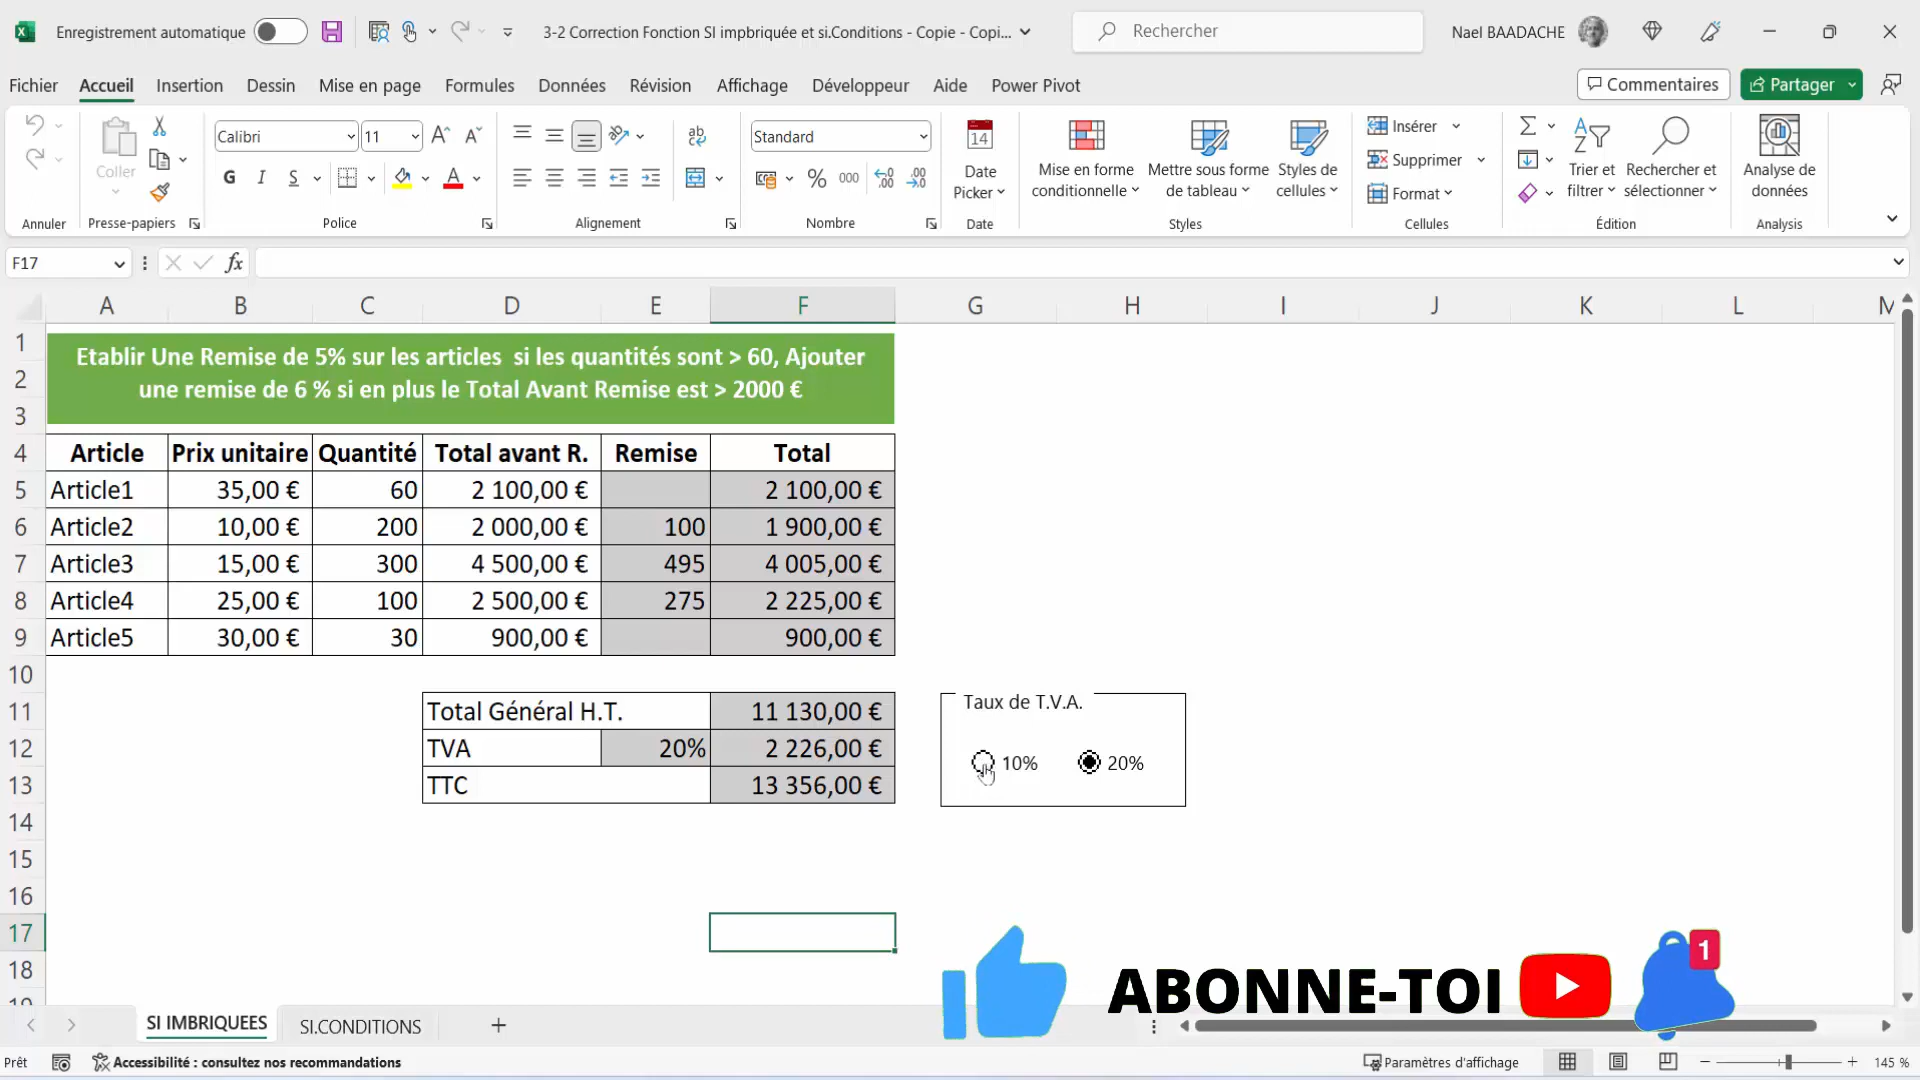 Enregistrement automatique
3-2 Correction Fonction SI impbriquée et si.Conditions - Copie - Copi...
Rechercher
Nael BAADACHE
Fichier Accueil Insertion Dessin Mise en page Formules Données Révision Affichage Développeur Aide Power Pivot
Commentaires
Partager
Coller
Calibri
11
G I S
ab
Standard
% 000
14
Date
Picker
Mise en forme
conditionnelle
Mettre sous forme
de tableau
Styles de
cellules
Insérer
Supprimer
Format
Trier et
filtrer
Rechercher et
sélectionner
Analyse de
données
Annuler Presse-papiers Police Alignement Nombre Date Styles Cellules Édition Analysis
F17
fx
A B C D E F G H I J K L M
1
2
3
Etablir Une Remise de 5% sur les articles si les quantités sont > 60, Ajouter
une remise de 6 % si en plus le Total Avant Remise est > 2000 €
4 Article Prix unitaire Quantité Total avant R. Remise Total
5 Article1 35,00 € 60 2 100,00 € 2 100,00 €
6 Article2 10,00 € 200 2 000,00 € 100 1 900,00 €
7 Article3 15,00 € 300 4 500,00 € 495 4 005,00 €
8 Article4 25,00 € 100 2 500,00 € 275 2 225,00 €
9 Article5 30,00 € 30 900,00 € 900,00 €
10
11 Total Général H.T. 11 130,00 €
12 TVA 20% 2 226,00 €
13 TTC 13 356,00 €
Taux de T.V.A.
10% 20%
14
15
16
17
18
19
ABONNE-TOI
1
SI IMBRIQUEES SI.CONDITIONS
Prêt
Accessibilité : consultez nos recommandations
Paramètres d'affichage
145 %